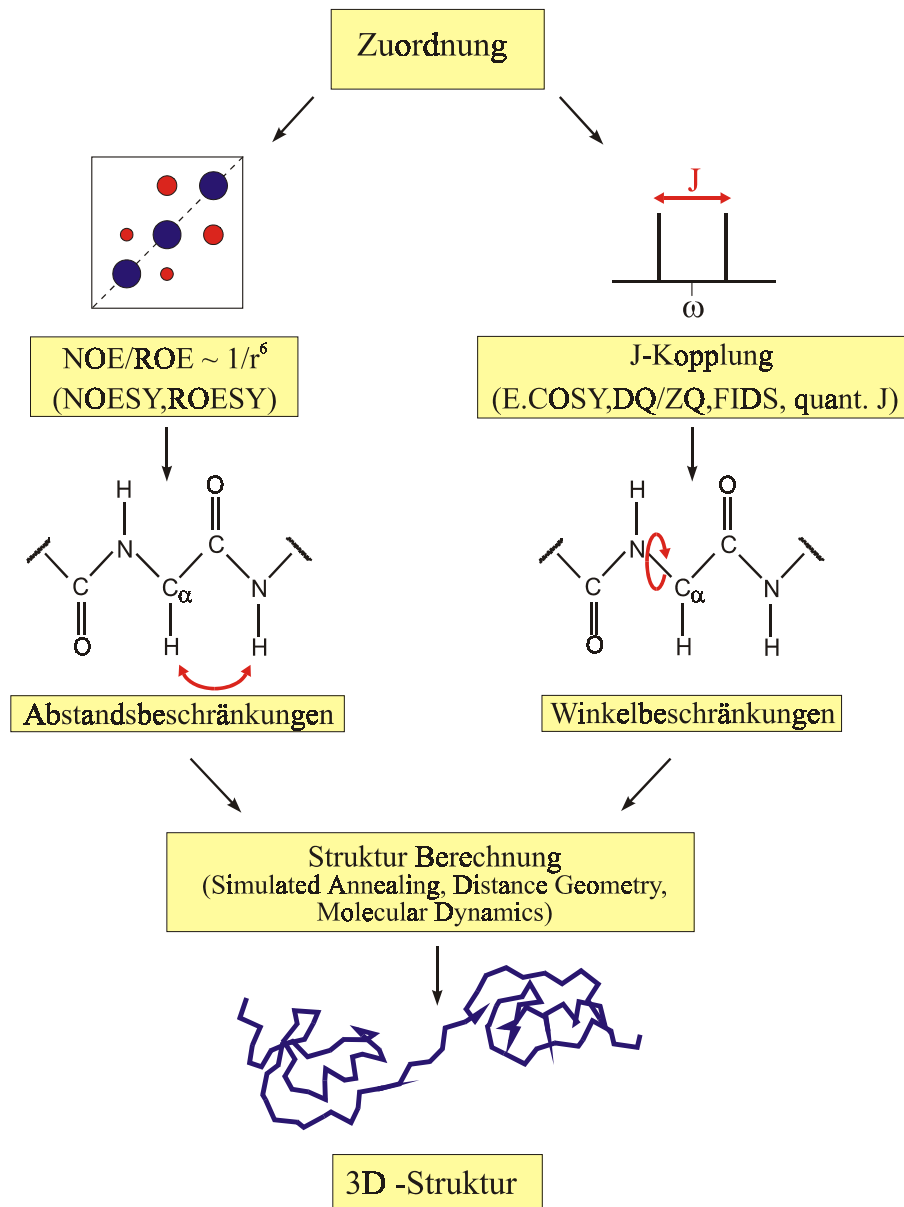 Zuordnung
J
ω
NOE/ROE ~ 1/r⁶
(NOESY,ROESY)
J-Kopplung
(E.COSY,DQ/ZQ,FIDS, quant. J)
H O
N C
C Cα N
O H H
H O
N C
C Cα N
O H H
Abstandsbeschränkungen
Winkelbeschränkungen
Struktur Berechnung
(Simulated Annealing, Distance Geometry,
Molecular Dynamics)
3D -Struktur